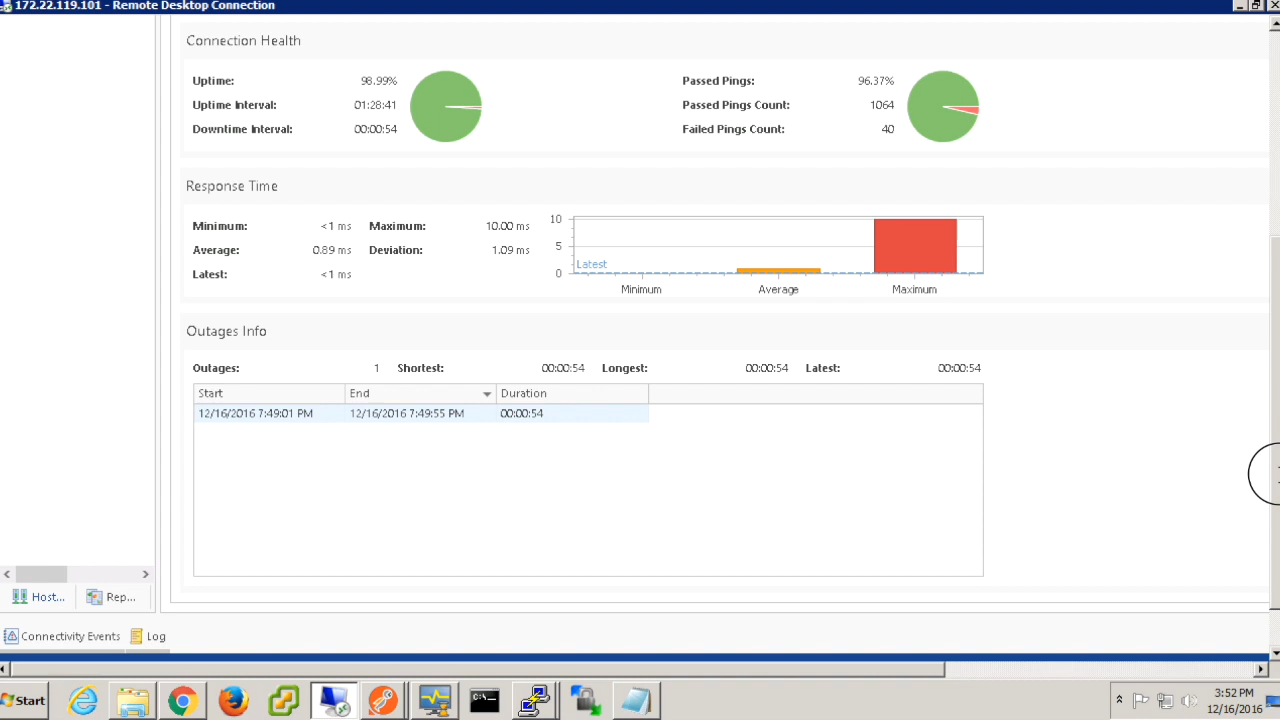 172.22.119.101 - Remote Desktop Connection
Connection Health
Uptime: 98.99% Passed Pings: 96.37%
Uptime Interval: 01:28:41 Passed Pings Count: 1064
Downtime Interval: 00:00:54 Failed Pings Count: 40
Response Time
Minimum: <1 ms Maximum: 10.00 ms
Average: 0.89 ms Deviation: 1.09 ms
Latest: <1 ms
10
5
0
Latest
Minimum Average Maximum
Outages Info
Outages: 1 Shortest: 00:00:54 Longest: 00:00:54 Latest: 00:00:54
Start End Duration
12/16/2016 7:49:01 PM 12/16/2016 7:49:55 PM 00:00:54
Host... Rep...
Connectivity Events Log
Start
3:52 PM
12/16/2016